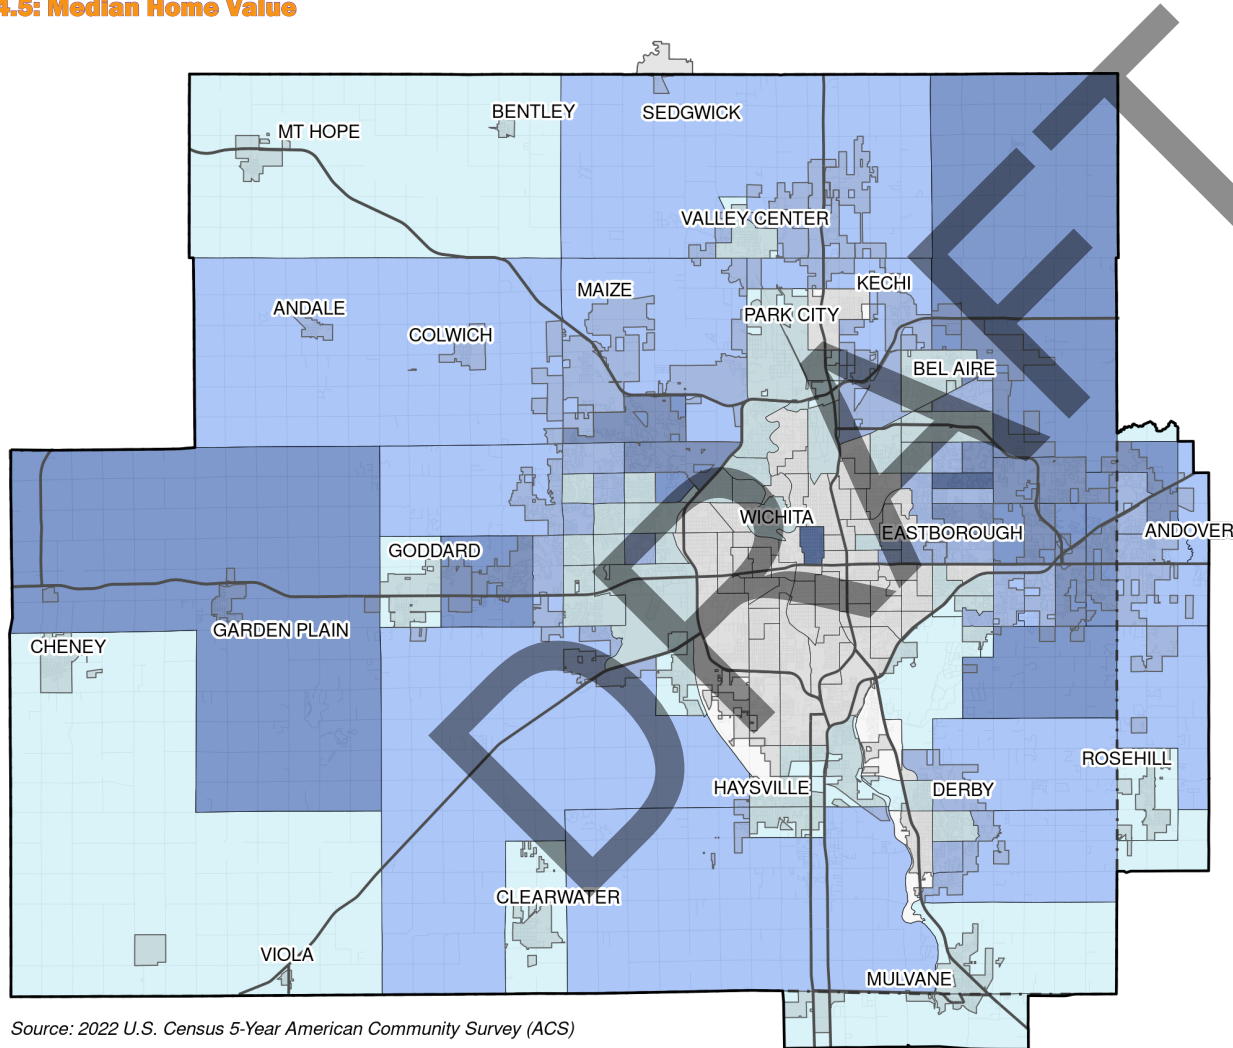 4.5: Median Home Value
BENTLEY
SEDGWICK
MT HOPE
VALLEY CENTER
KECHI
MAIZE
ANDALE
PARK CITY
COLWICH
BEL AIRE
WICHITA
EASTBOROUGH
ANDOVER
GODDARD
GARDEN PLAIN
CHENEY
ROSEHILL
HAYSVILLE
DERBY
CLEARWATER
VIOLA
MULVANE
DRAFT
Source: 2022 U.S. Census 5-Year American Community Survey (ACS)